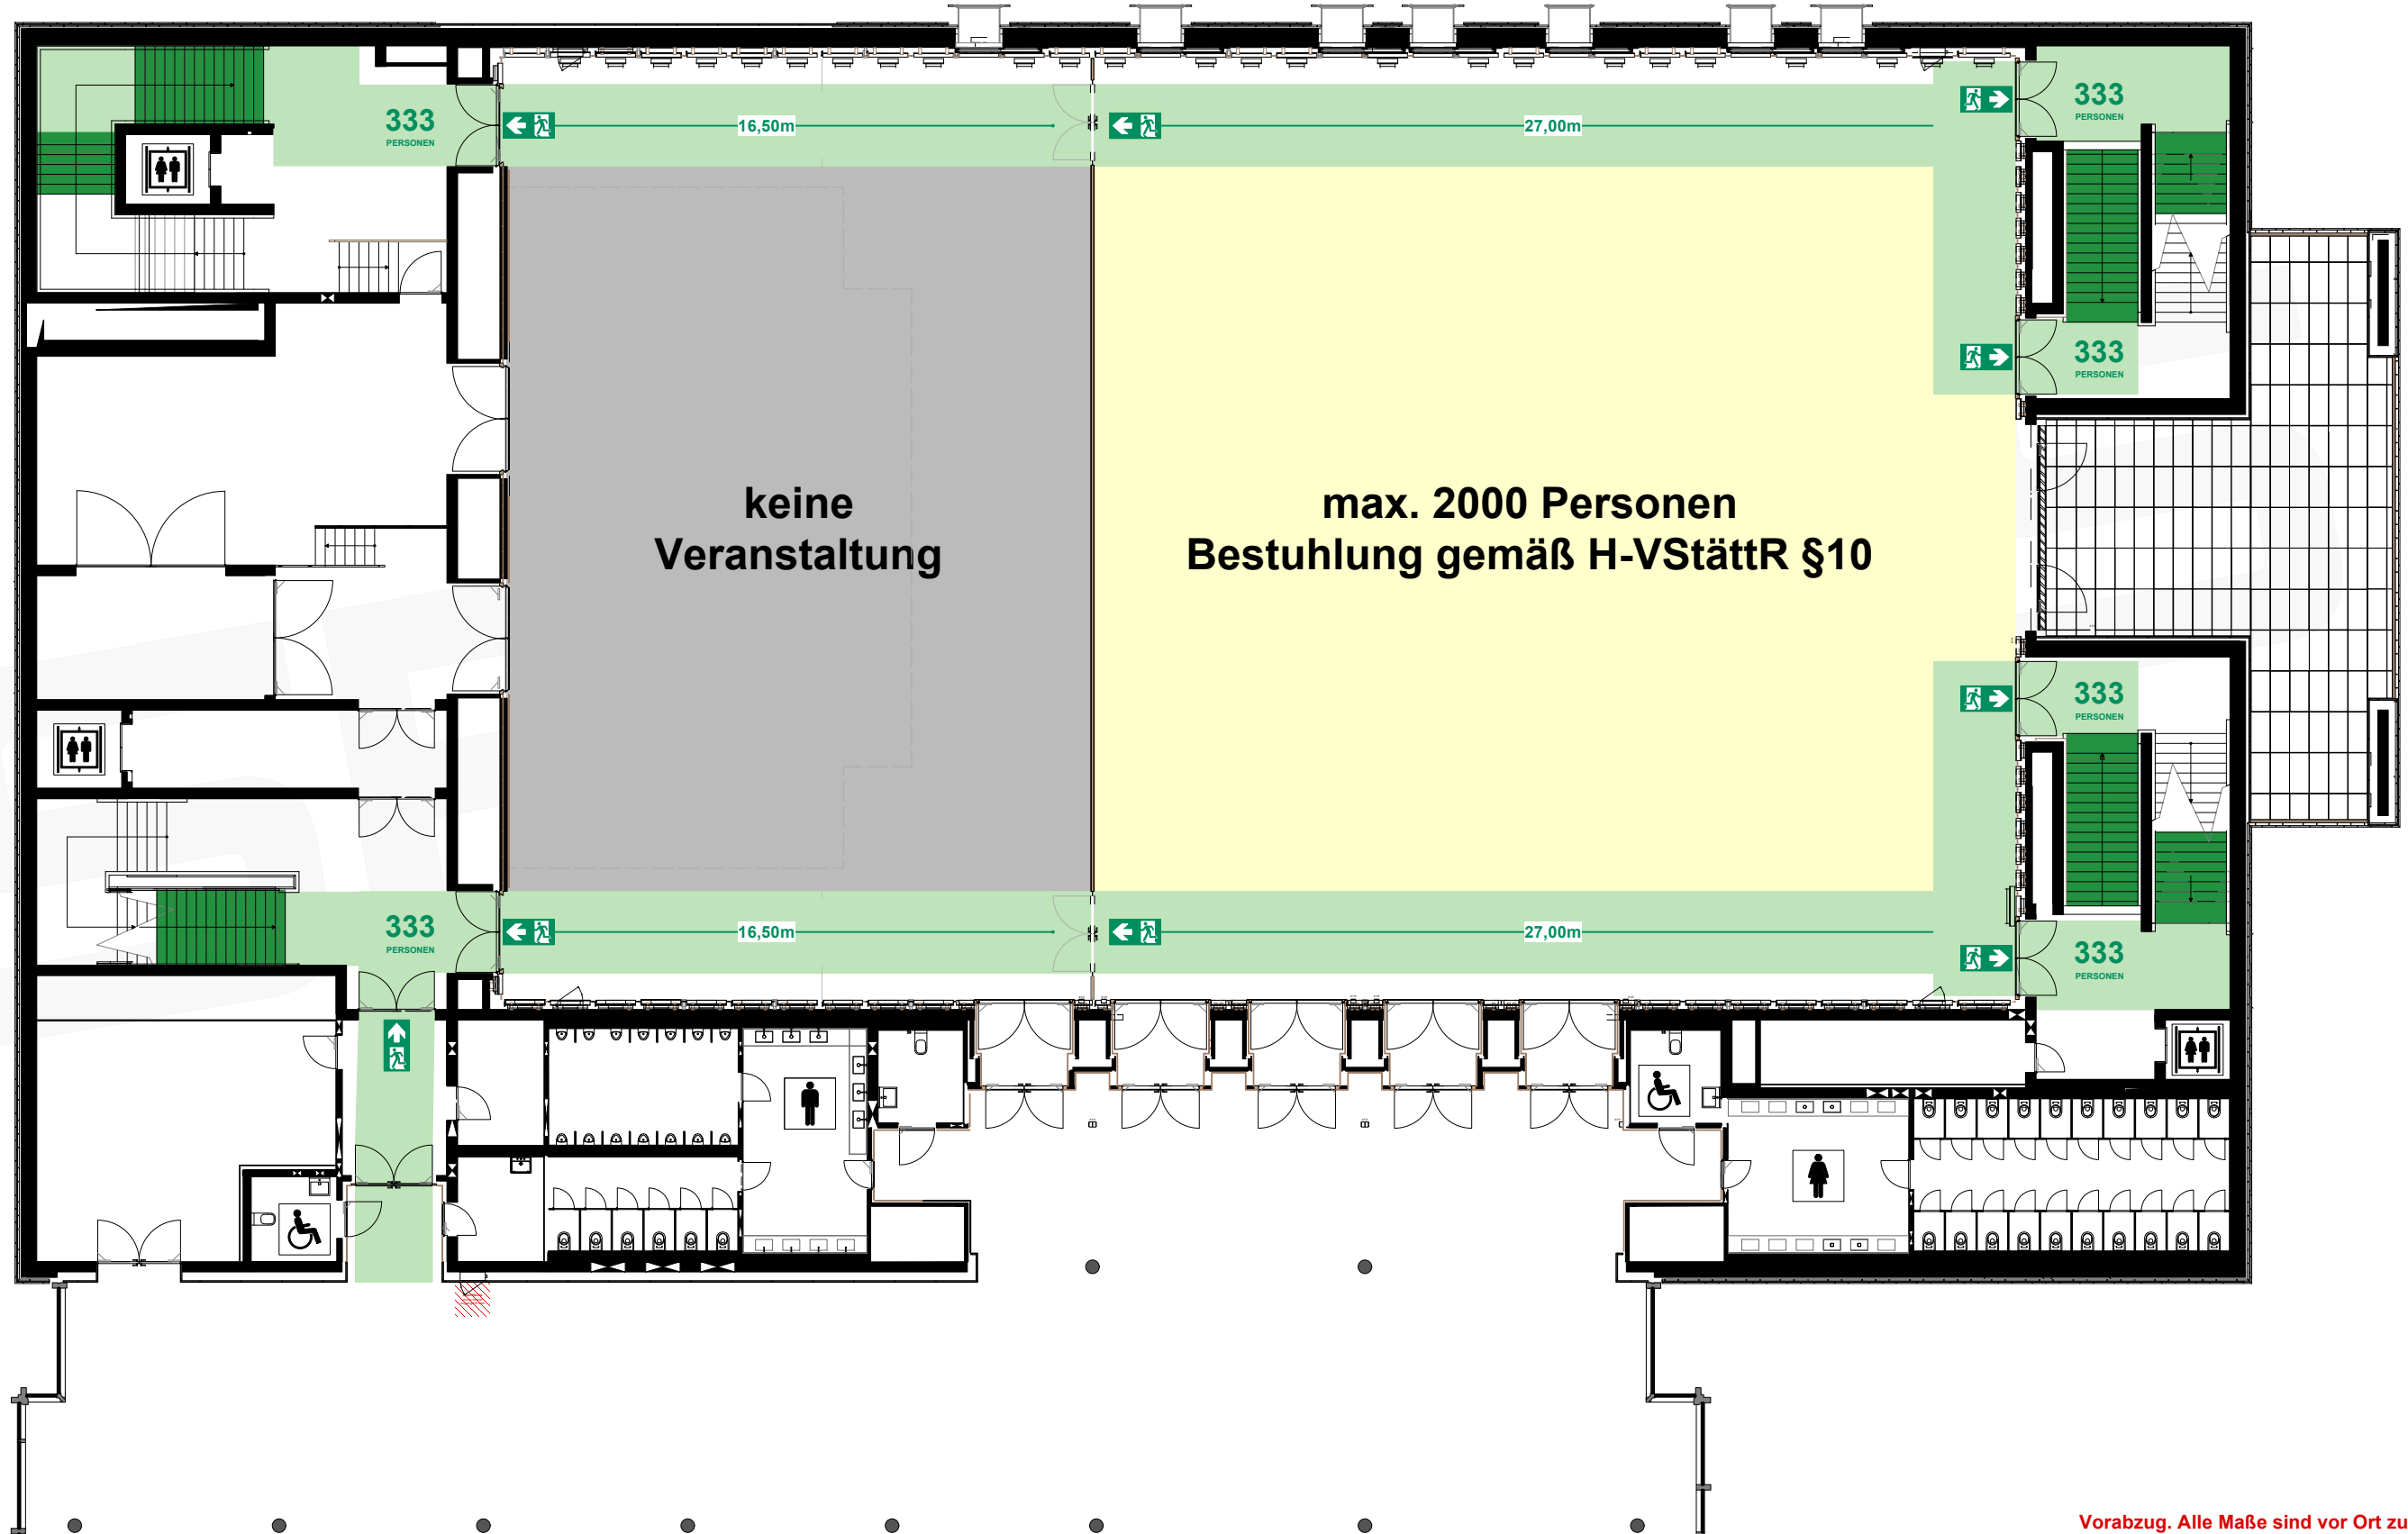 333
PERSONEN
16,50m
27,00m
333
PERSONEN
333
PERSONEN
keine
Veranstaltung
max. 2000 Personen
Bestuhlung gemäß H-VStättR §10
333
PERSONEN
333
PERSONEN
16,50m
27,00m
333
PERSONEN
Vorabzug. Alle Maße sind vor Ort zu